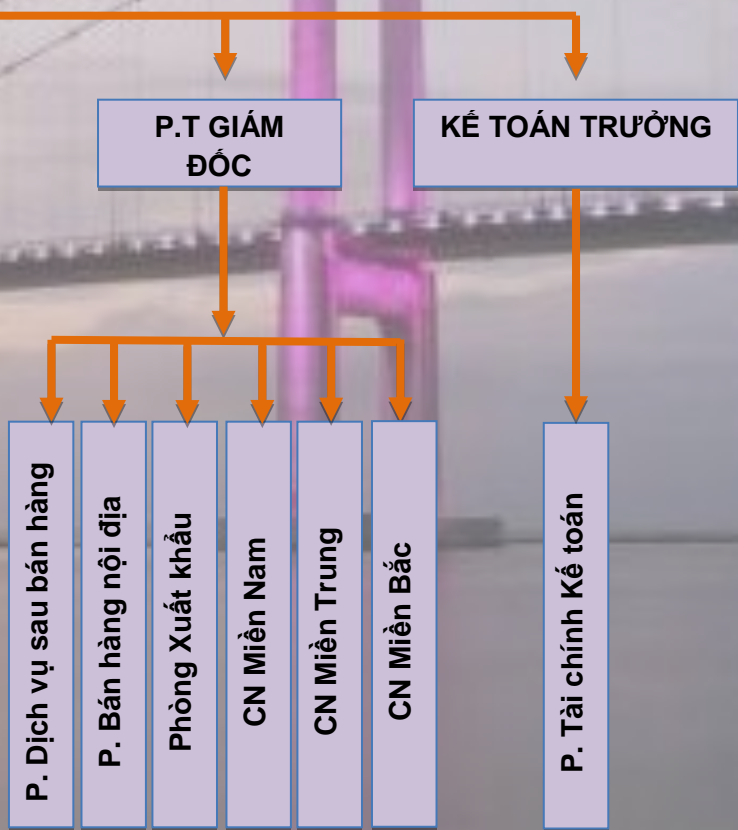 P.T GIÁM
ĐỐC
KẾ TOÁN TRƯỞNG
P. Dịch vụ sau bán hàng
P. Bán hàng nội địa
Phòng Xuất khẩu
CN Miền Nam
CN Miền Trung
CN Miền Bắc
P. Tài chính Kế toán